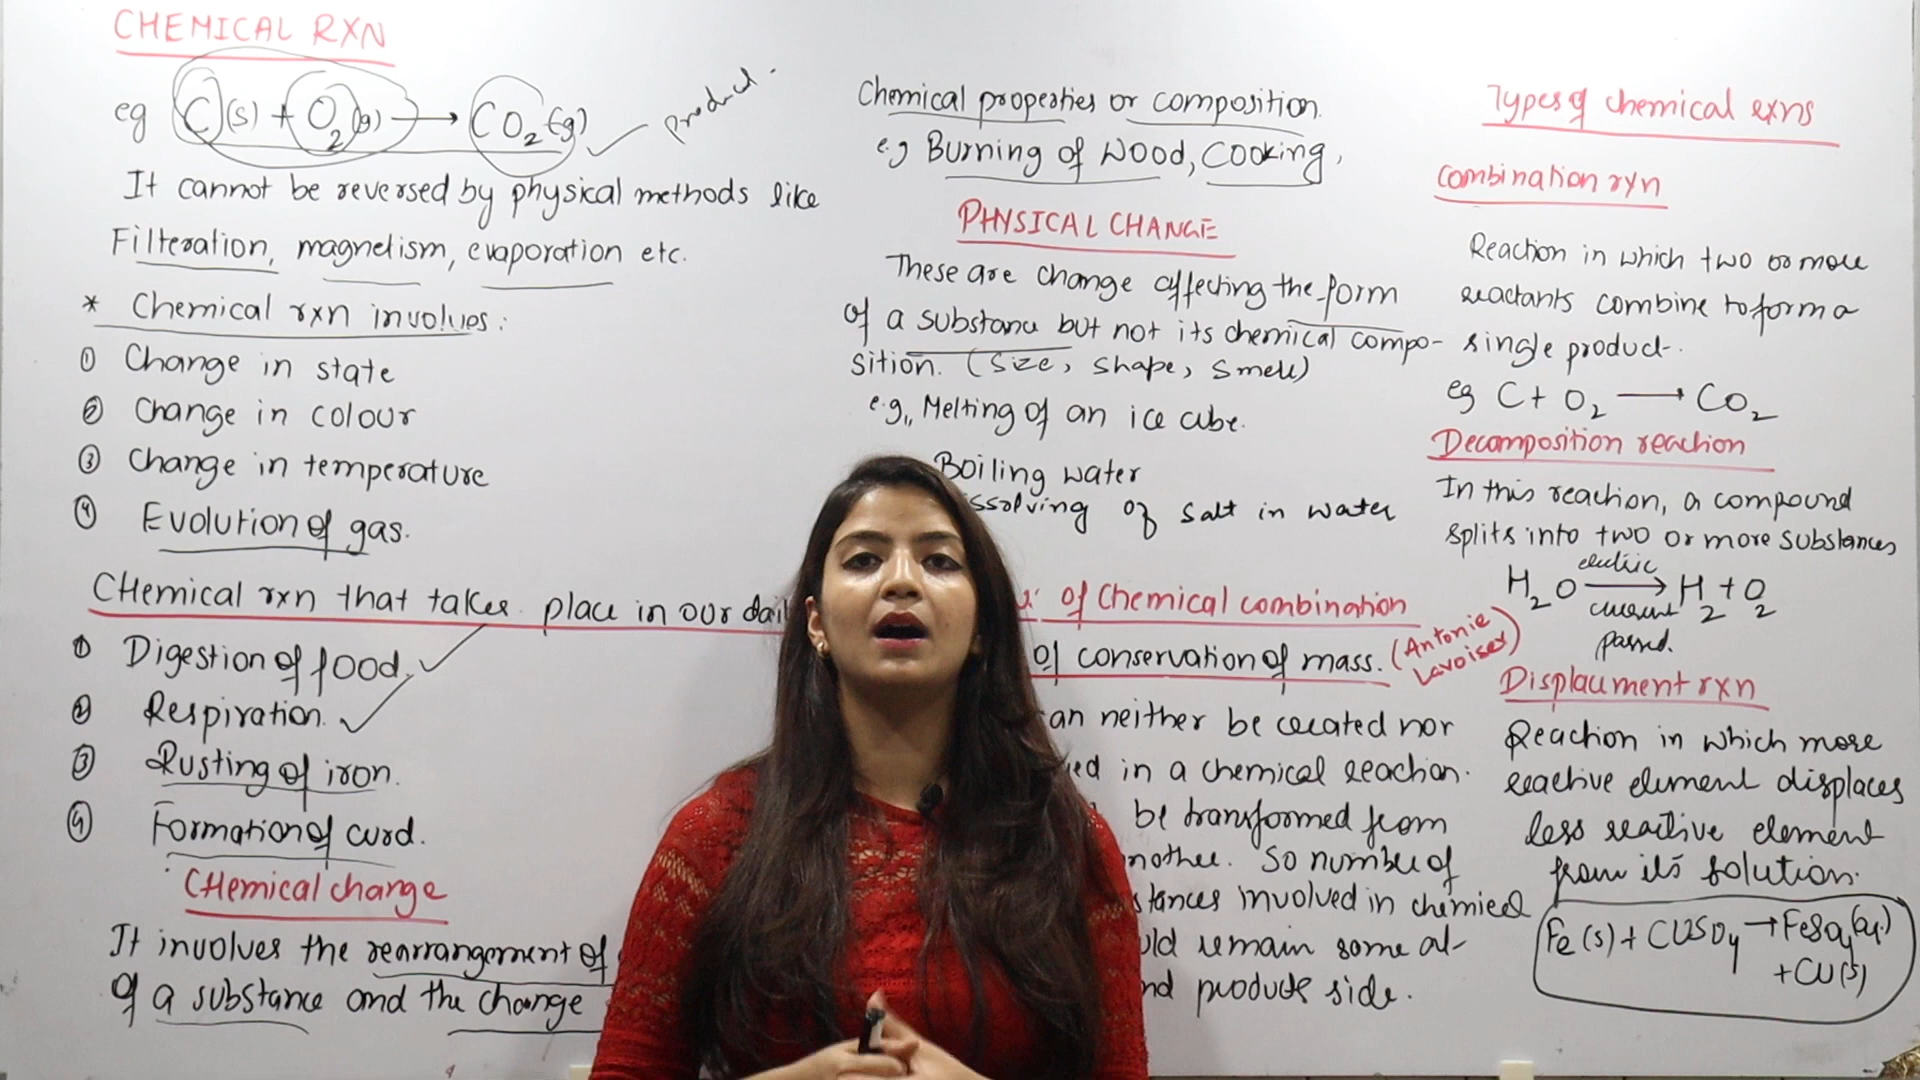 CHEMICAL RXN
eg C(s) + O2(g) → CO2(g) product.
It cannot be reversed by physical methods like
Filteration, magnetism, evaporation etc.
* Chemical rxn involves:
① Change in state
② Change in colour
③ Change in temperature
④ Evolution of gas.
CHemical rxn that takes place in our dail
① Digestion of food.
② Respiration.
③ Rusting of iron.
④ Formation of curd.
CHemical change
It involves the rearrangement of
of a substance and the change
Chemical properties or composition.
e.g Burning of wood, Cooking,
PHYSICAL CHANGE
These are change affecting the form
of a substance but not its chemical compo-
sition. (Size, shape, smell)
e.g., Melting of an ice cube.
Boiling water
ssolving of salt in water
of Chemical combination
of conservation of mass. (Antonie
Lavoiser)
an neither be created nor
ed in a chemical reaction.
be transformed from
nother. So number of
stances involved in chemical
uld remain same at-
nd product side.
Types of chemical rxns
Combination rxn
Reaction in which two or more
reactants combine to form a
single product.
eg C + O2 → CO2
Decomposition reaction
In this reaction, a compound
splits into two or more substances
H2O electric → current passed. H2 + O2
Displacement rxn
Reaction in which more
reactive element displaces
less reactive element
from its solution.
Fe(s) + CuSO4 → FeSO4(aq.)
+ Cu(s)